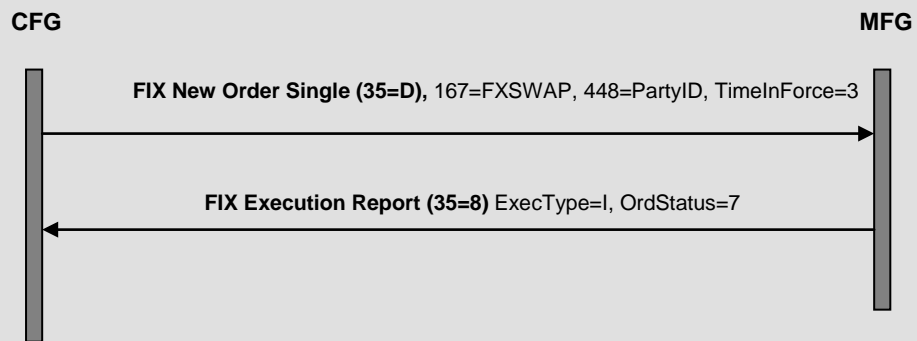 CFG MFG
FIX New Order Single (35=D), 167=FXSWAP, 448=PartyID, TimeInForce=3
FIX Execution Report (35=8) ExecType=I, OrdStatus=7